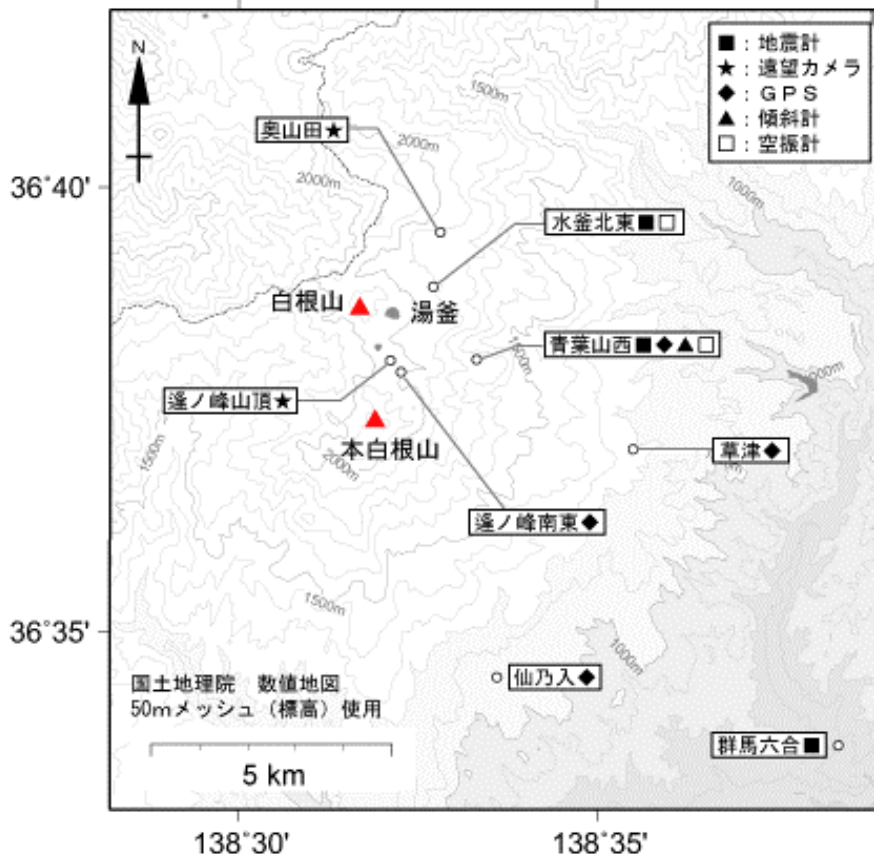 ■：地震計
★：遠望カメラ
◆：ＧＰＳ
▲：傾斜計
□：空振計
N
1500m
奥山田★
2000m
2000m
1000m
36°40'
水釜北東■□
白根山
湯釜
青葉山西■◆▲□
1500m
逢ノ峰山頂★
本白根山
草津◆
1500m
2000m
逢ノ峰南東◆
1500m
36°35'
1000m
国土地理院　数値地図
50mメッシュ（標高）使用
仙乃入◆
群馬六合■
5 km
138°30'
138°35'